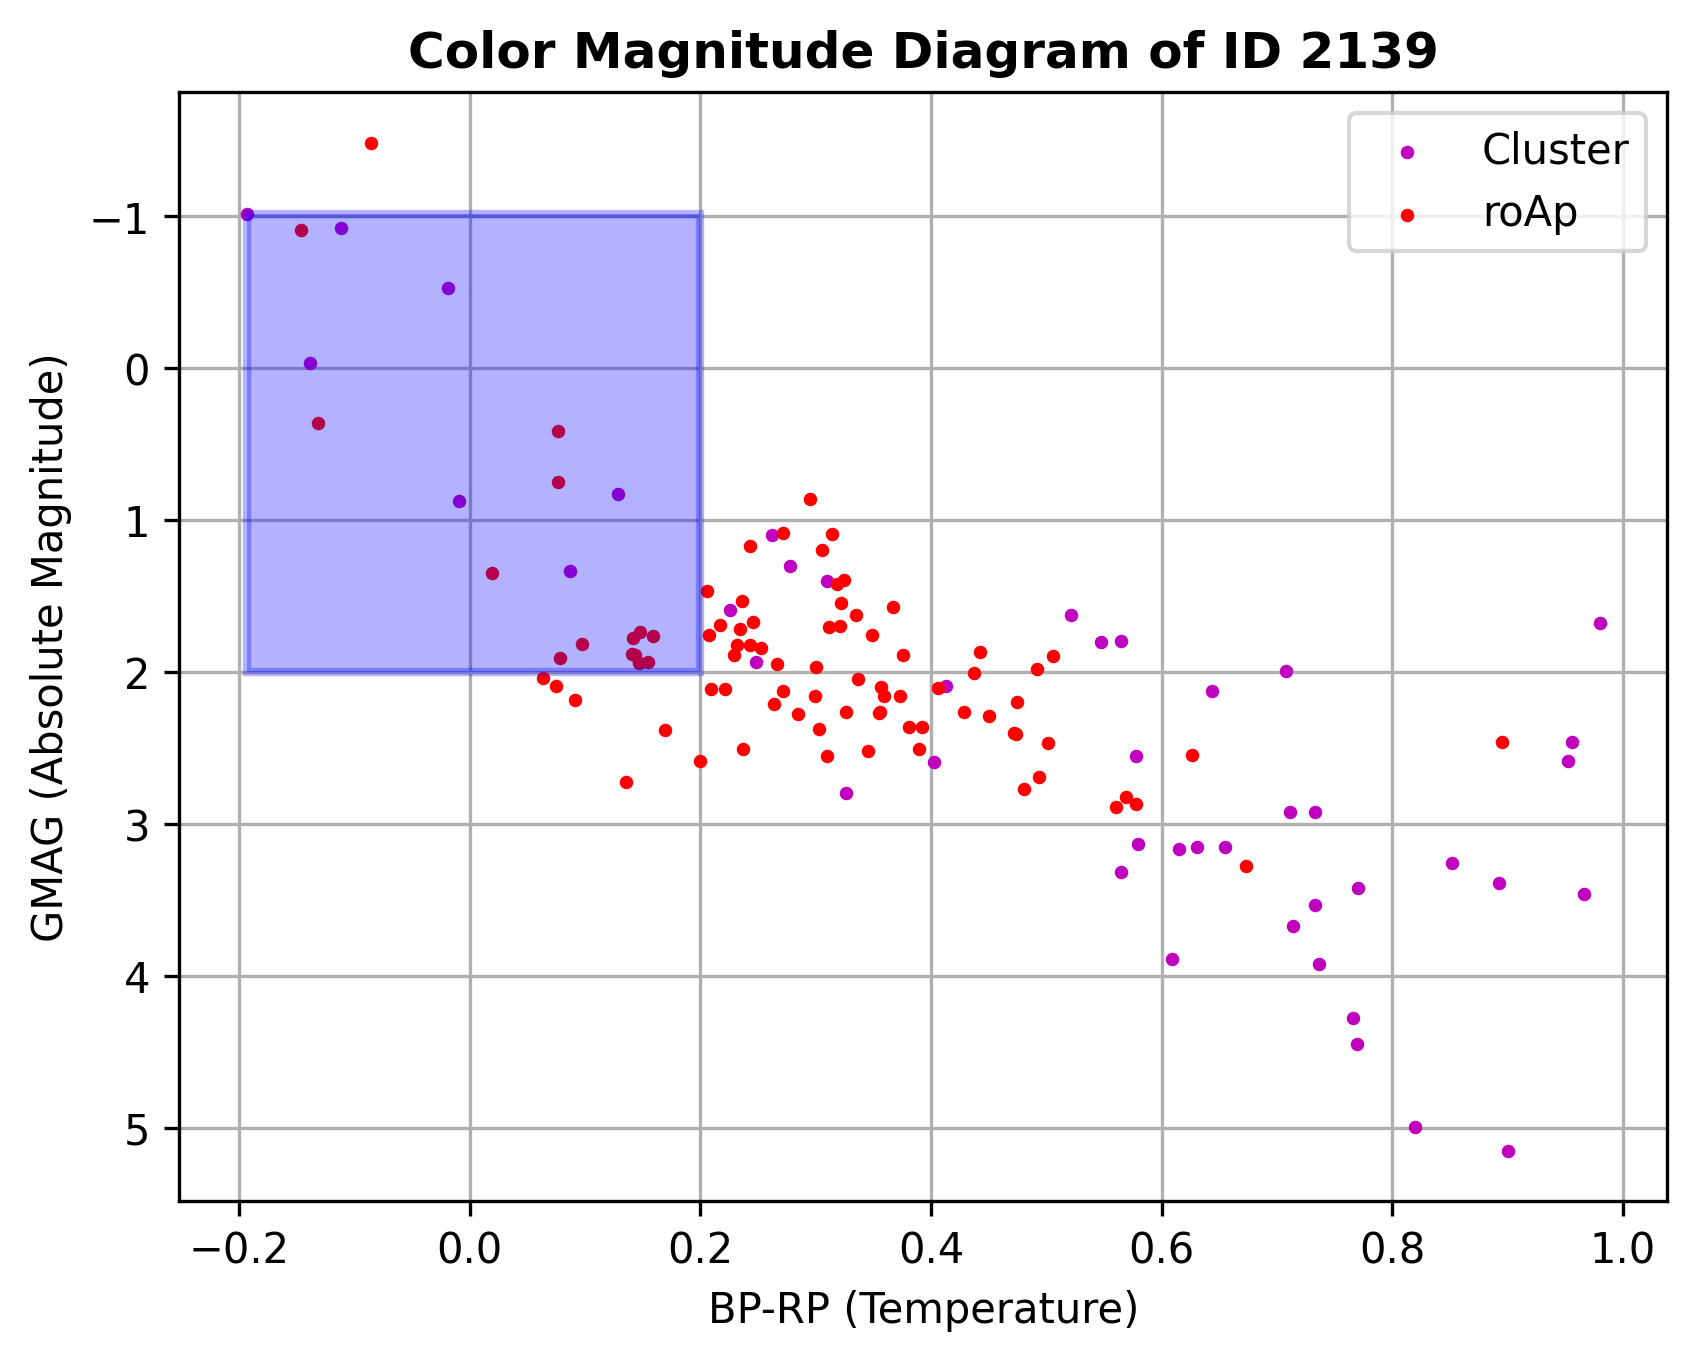 Color Magnitude Diagram of ID 2139
Cluster
roAp
GMAG (Absolute Magnitude)
−1
0
1
2
3
4
5
−0.2 0.0 0.2 0.4 0.6 0.8 1.0
BP-RP (Temperature)